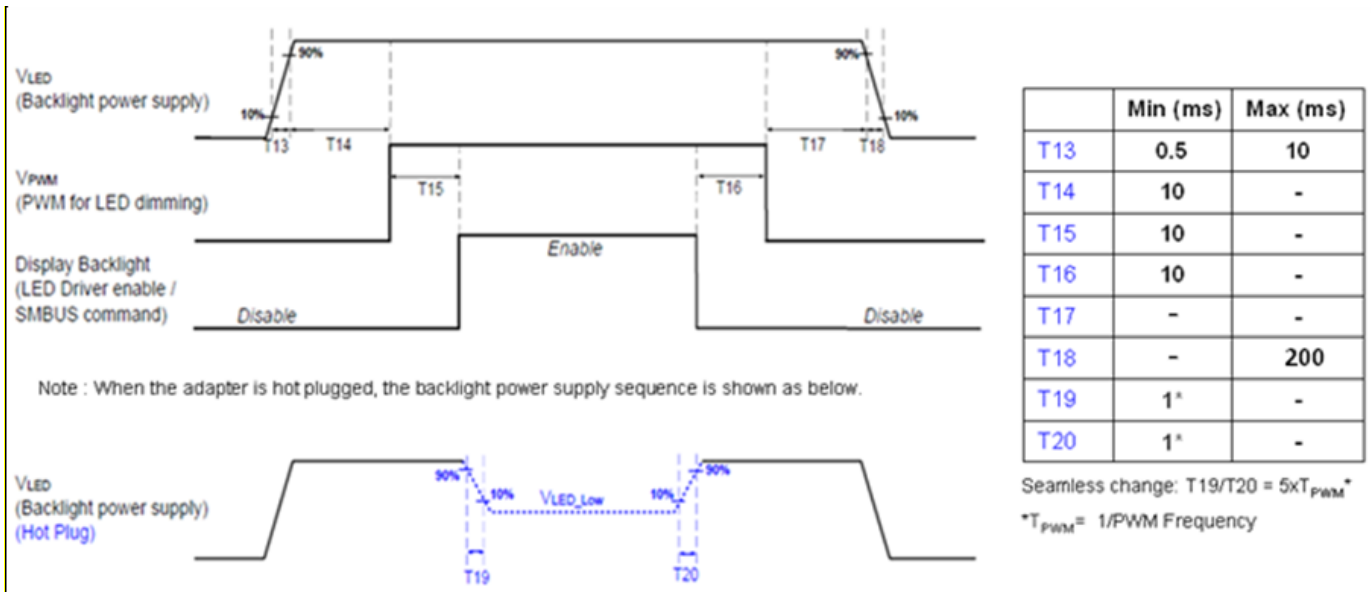 90%
90%
VLED
(Backlight power supply)
10%
10%
T13
T14
T17
T18
VPWM
(PWM for LED dimming)
T15
T16
Display Backlight
(LED Driver enable /
SMBUS command)
Enable
Disable
Disable
Note : When the adapter is hot plugged, the backlight power supply sequence is shown as below.
VLED
(Backlight power supply)
(Hot Plug)
90%
10%
VLED_Low
10%
90%
T19
T20
Min (ms) Max (ms)
T13 0.5 10
T14 10 -
T15 10 -
T16 10 -
T17 - -
T18 - 200
T19 1* -
T20 1* -
Seamless change: T19/T20 = 5xTPWM*
*TPWM= 1/PWM Frequency